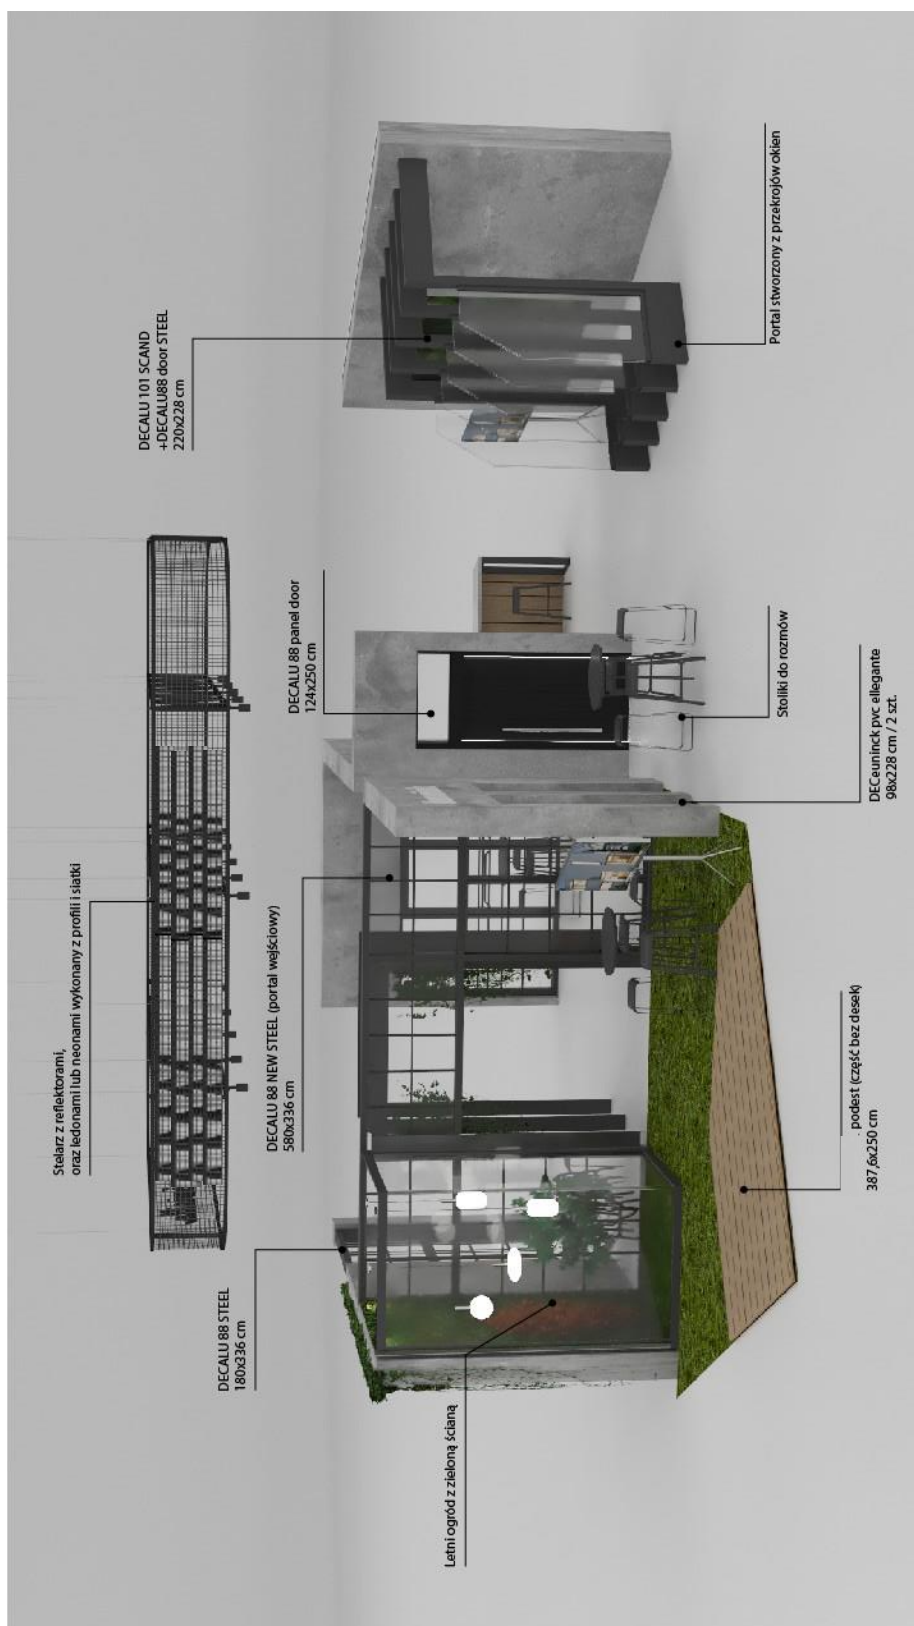 Stelarz z reflektorami,
oraz ledonami lub neonami wykonany z profili i siatki
DECALU 101 SCAND
+DECALU88 door STEEL
220x228 cm
DECALU 88 STEEL
180x336 cm
DECALU 88 NEW STEEL (portal wejściowy)
580x336 cm
DECALU 88 panel door
124x250 cm
Letni ogród z zieloną ścianą
podest (część bez desek)
387,6x250 cm
DECeuninck pvc ellegante
98x228 cm / 2 szt.
Stoliki do rozmów
Portal stworzony z przekrojów okien